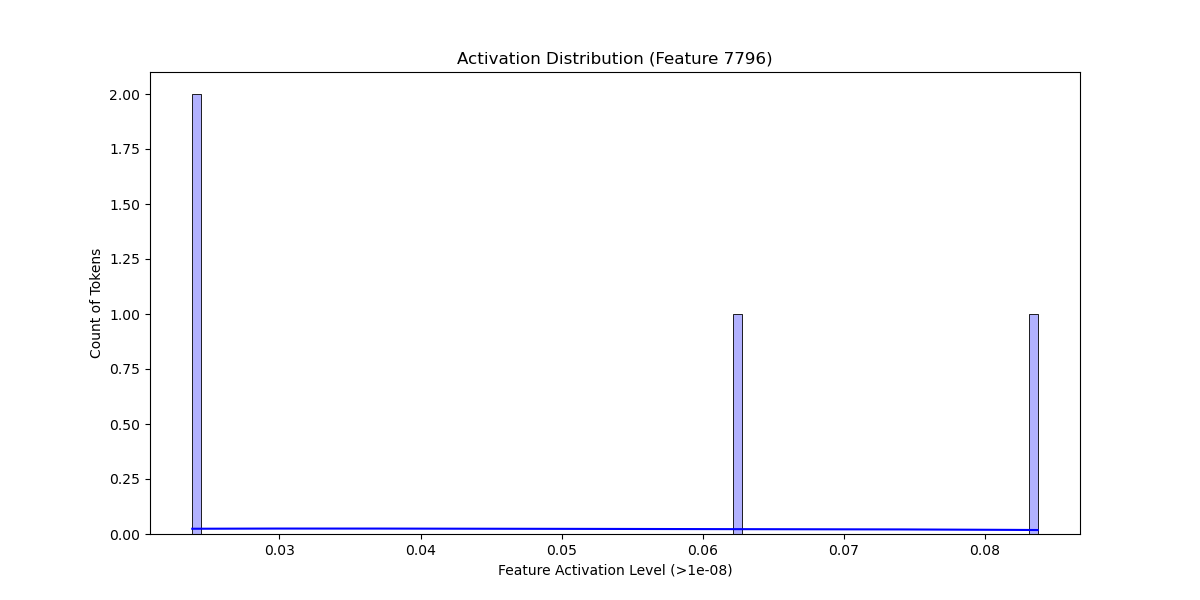 Activation Distribution (Feature 7796)
Count of Tokens
2.00
1.75
1.50
1.25
1.00
0.75
0.50
0.25
0.00
0.03 0.04 0.05 0.06 0.07 0.08
Feature Activation Level (>1e-08)